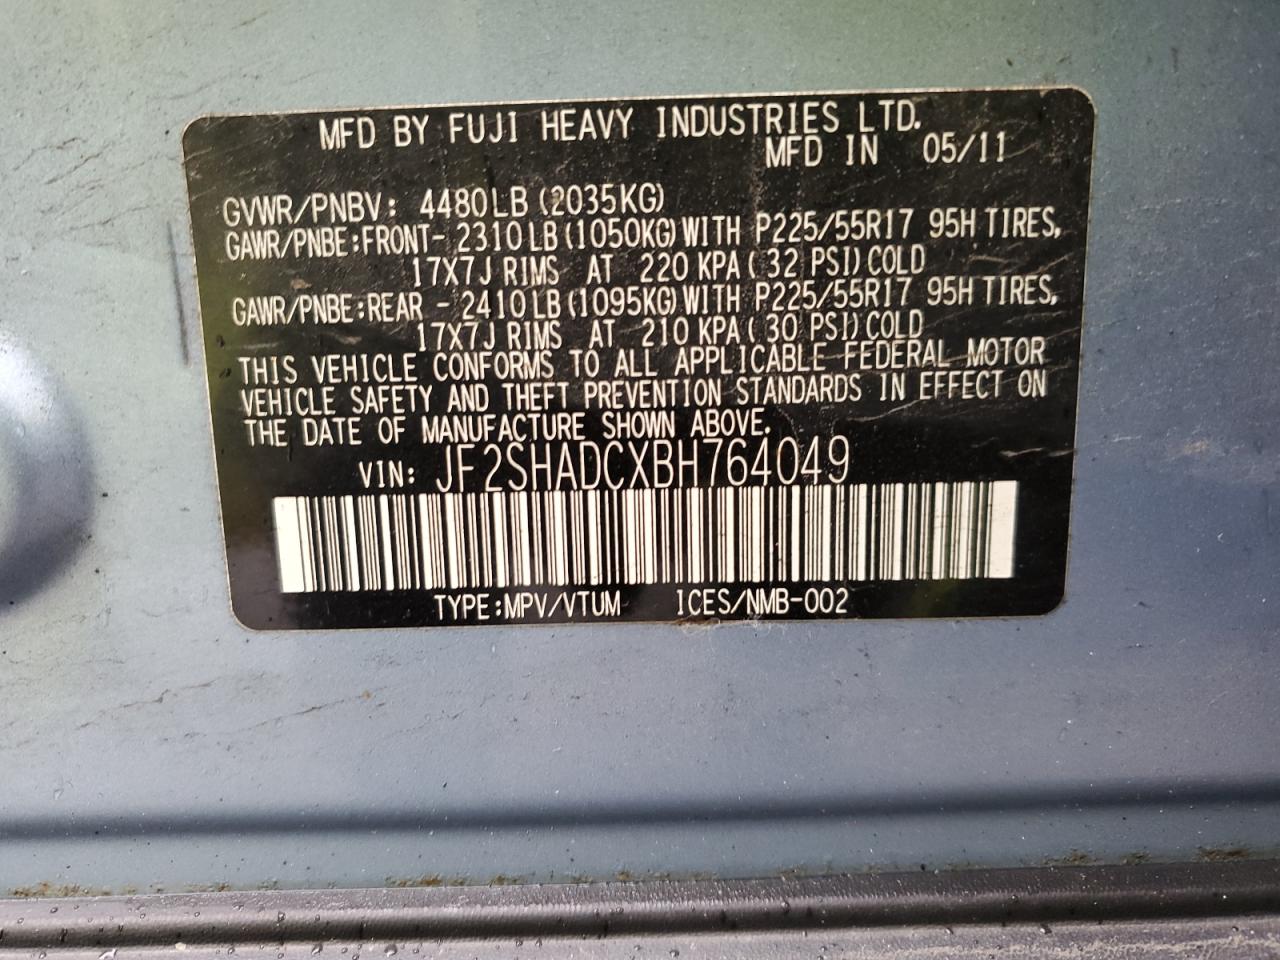 MFD BY FUJI HEAVY INDUSTRIES LTD.
MFD IN 05/11
GVWR/PNBV: 4480LB (2035KG)
GAWR/PNBE:FRONT- 2310LB(1050KG)WITH P225/55R17 95H TIRES,
17X7J RIMS AT 220 KPA( 32 PSI)COLD
GAWR/PNBE:REAR - 2410LB(1095KG)WITH P225/55R17 95H TIRES,
17X7J RIMS AT 210 KPA( 30 PSI)COLD
THIS VEHICLE CONFORMS TO ALL APPLICABLE FEDERAL MOTOR
VEHICLE SAFETY AND THEFT PREVENTION STANDARDS IN EFFECT ON
THE DATE OF MANUFACTURE SHOWN ABOVE.
VIN: JF2SHADCXBH764049
TYPE:MPV/VTUM ICES/NMB-002